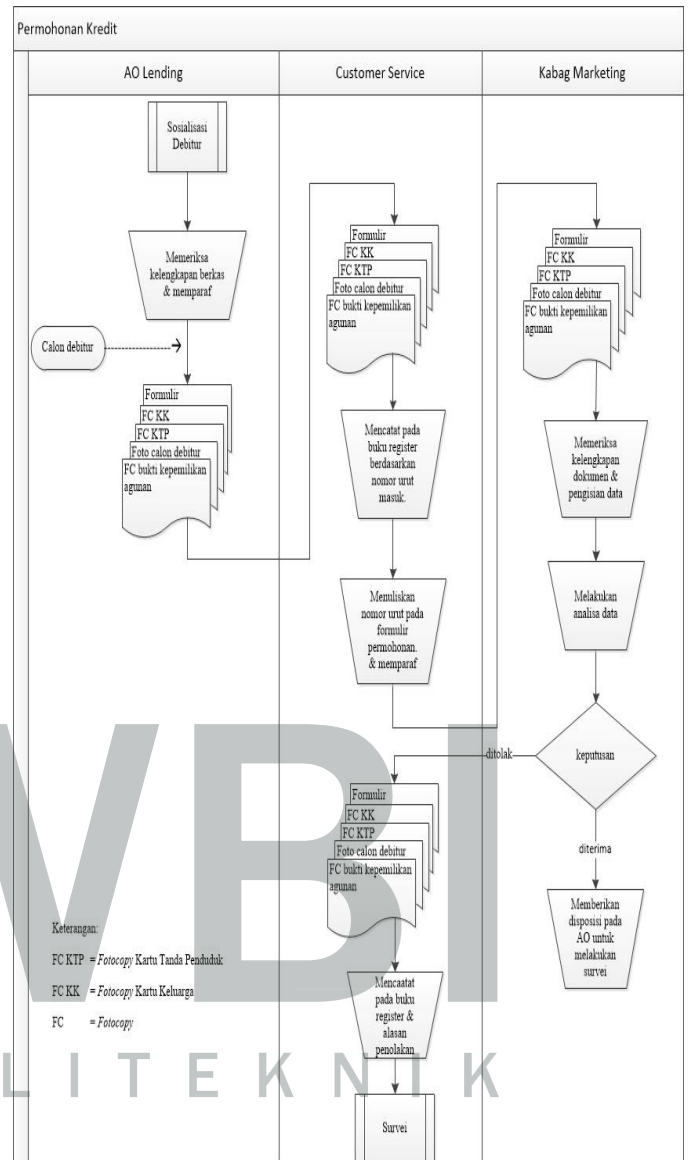 Permohonan Kredit
AO Lending
Customer Service
Kabag Marketing
Sosialisasi
Debitur
Memeriksa
kelengkapan berkas
& memparaf
Calon debitur
Formulir
FC KK
FC KTP
Foto calon debitur
FC bukti kepemilikan
agunan
Formulir
FC KK
FC KTP
Foto calon debitur
FC bukti kepemilikan
agunan
Mencatat pada
buku register
berdasarkan
nomor urut
masuk.
Menuliskan
nomor urut pada
formulir
permohonan.
& memparaf
Formulir
FC KK
FC KTP
Foto calon debitur
FC bukti kepemilikan
agunan
Memeriksa
kelengkapan
dokumen &
pengisian data
Melakukan
analisa data
keputusan
ditolak
diterima
Memberikan
disposisi pada
AO untuk
melakukan
survei
Formulir
FC KK
FC KTP
Foto calon debitur
FC bukti kepemilikan
agunan
Mencaatat
pada buku
register &
alasan
penolakan
Survei
Keterangan:
FC KTP = Fotocopy Kartu Tanda Penduduk
FC KK = Fotocopy Kartu Keluarga
FC = Fotocopy
VBI
LITEKNIK